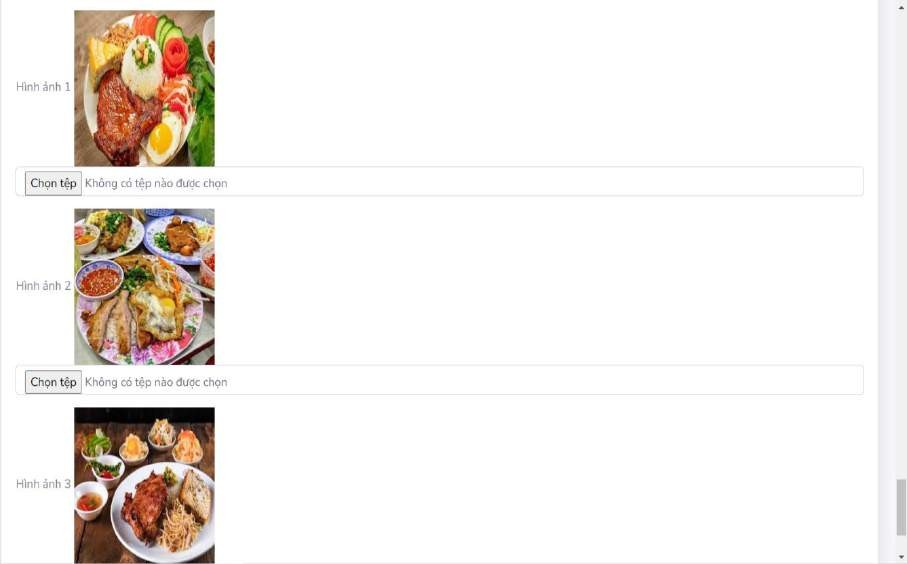 Hình ảnh 1
Chọn tệp Không có tệp nào được chọn
Hình ảnh 2
Chọn tệp Không có tệp nào được chọn
Hình ảnh 3